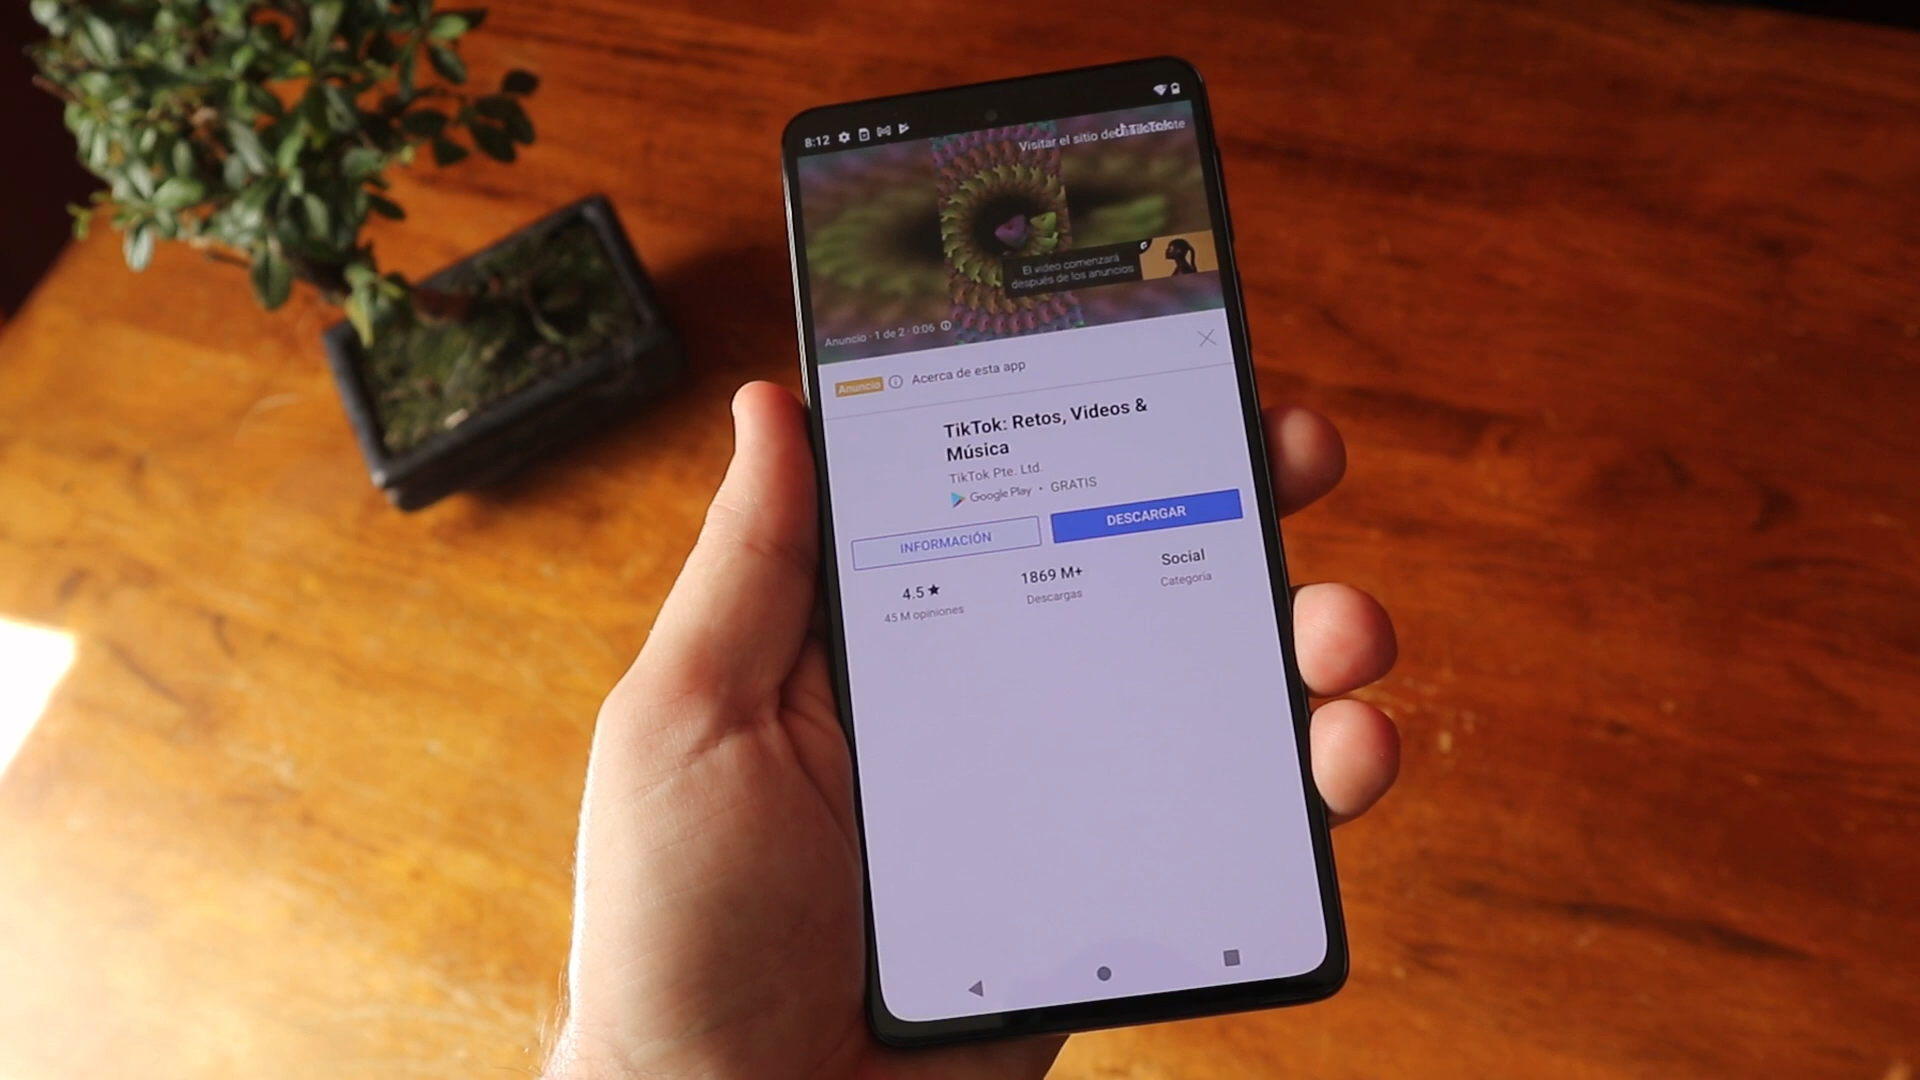 8:12
Visitar el sitio del
TikTok
El video comenzará
después de los anuncios
Anuncio · 1 de 2 · 0:06
Anuncio
Acerca de esta app
TikTok: Retos, Videos &
Música
TikTok Pte. Ltd.
Google Play · GRATIS
INFORMACIÓN
DESCARGAR
4.5★
1869 M+
Social
45 M opiniones
Descargas
Categoría